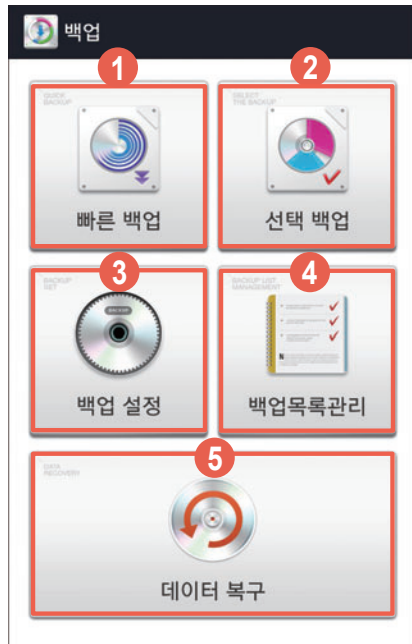 백업
1
2
QUICK
BACKUP
SELECT
THE BACKUP
빠른 백업
선택 백업
3
4
BACKUP
SET
BACKUP LIST
MANAGEMENT
백업 설정
백업목록관리
5
DATA
RECOVERY
데이터 복구